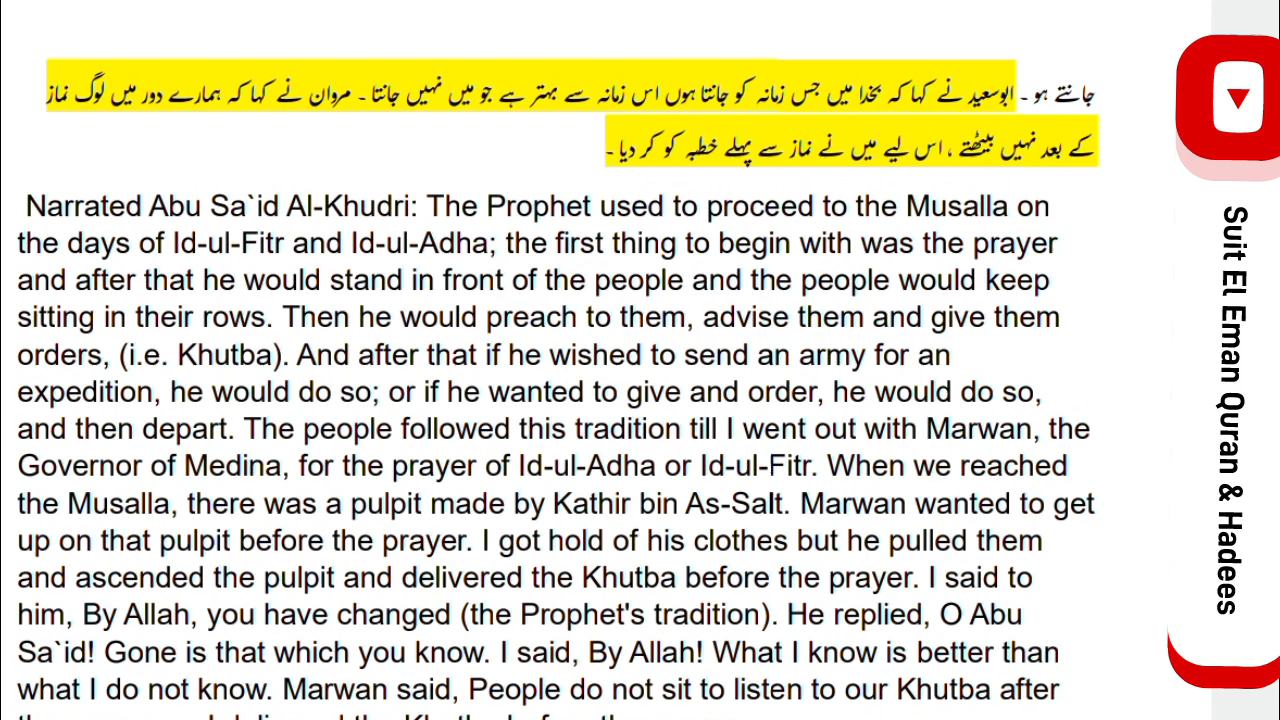 جانتے ہو ۔ ابوسعید نے کہا کہ بخدا میں جس زمانہ کو جانتا ہوں اس زمانہ سے بہتر ہے جو میں نہیں جانتا ۔ مروان نے کہا کہ ہمارے دور میں لوگ نماز
کے بعد نہیں بیٹھتے ، اس لیے میں نے نماز سے پہلے خطبہ کو کر دیا ۔
Narrated Abu Sa`id Al-Khudri: The Prophet used to proceed to the Musalla on
the days of Id-ul-Fitr and Id-ul-Adha; the first thing to begin with was the prayer
and after that he would stand in front of the people and the people would keep
sitting in their rows. Then he would preach to them, advise them and give them
orders, (i.e. Khutba). And after that if he wished to send an army for an
expedition, he would do so; or if he wanted to give and order, he would do so,
and then depart. The people followed this tradition till I went out with Marwan, the
Governor of Medina, for the prayer of Id-ul-Adha or Id-ul-Fitr. When we reached
the Musalla, there was a pulpit made by Kathir bin As-Salt. Marwan wanted to get
up on that pulpit before the prayer. I got hold of his clothes but he pulled them
and ascended the pulpit and delivered the Khutba before the prayer. I said to
him, By Allah, you have changed (the Prophet's tradition). He replied, O Abu
Sa`id! Gone is that which you know. I said, By Allah! What I know is better than
what I do not know. Marwan said, People do not sit to listen to our Khutba after
Suit El Eman Quran & Hadees